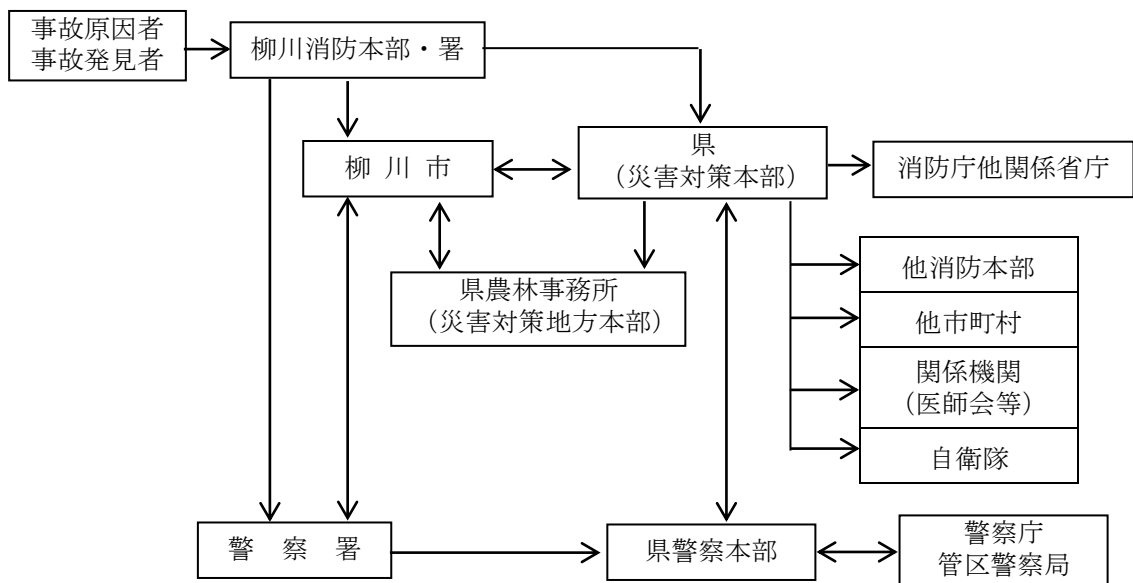 事故原因者
事故発見者
柳川消防本部・署
柳 川 市
県
（災害対策本部）
消防庁他関係省庁
県農林事務所
（災害対策地方本部）
他消防本部
他市町村
関係機関
（医師会等）
自衛隊
警 察 署
県警察本部
警察庁
管区警察局